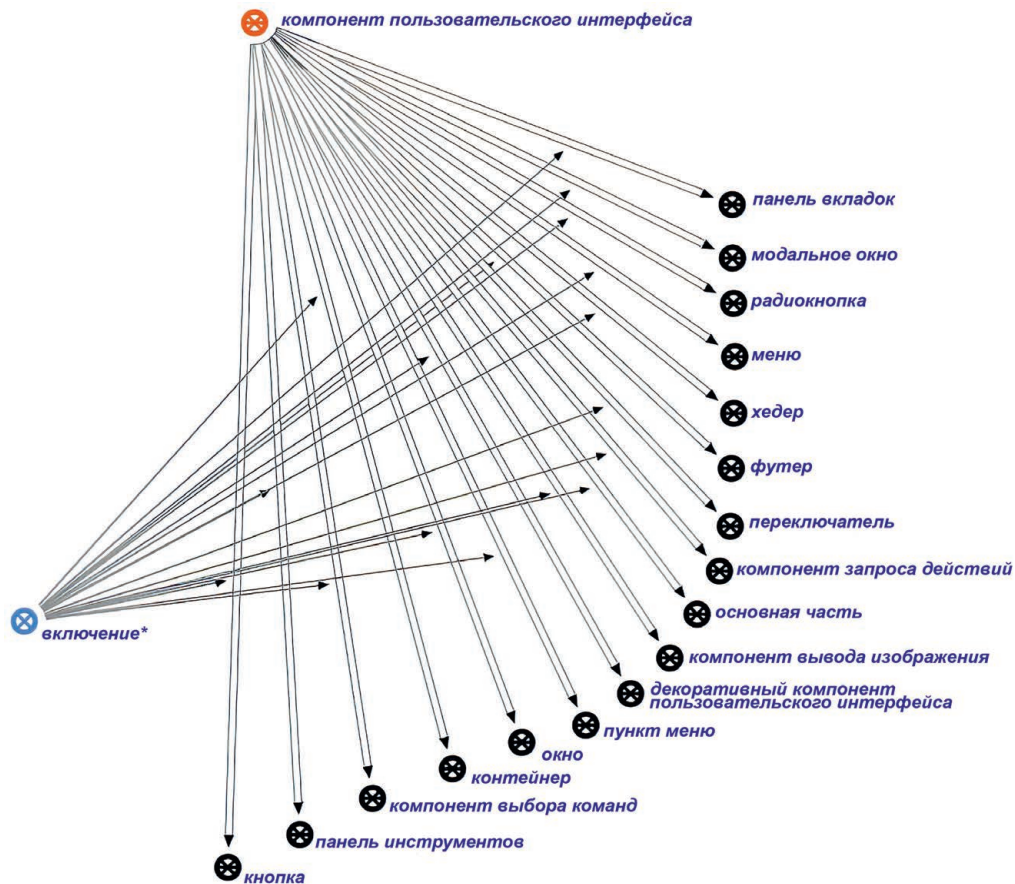 компонент пользовательского интерфейса
панель вкладок
модальное окно
радиокнопка
меню
хедер
футер
переключатель
компонент запроса действий
основная часть
включение*
компонент вывода изображения
декоративный компонент
пользовательского интерфейса
пункт меню
окно
контейнер
компонент выбора команд
панель инструментов
кнопка